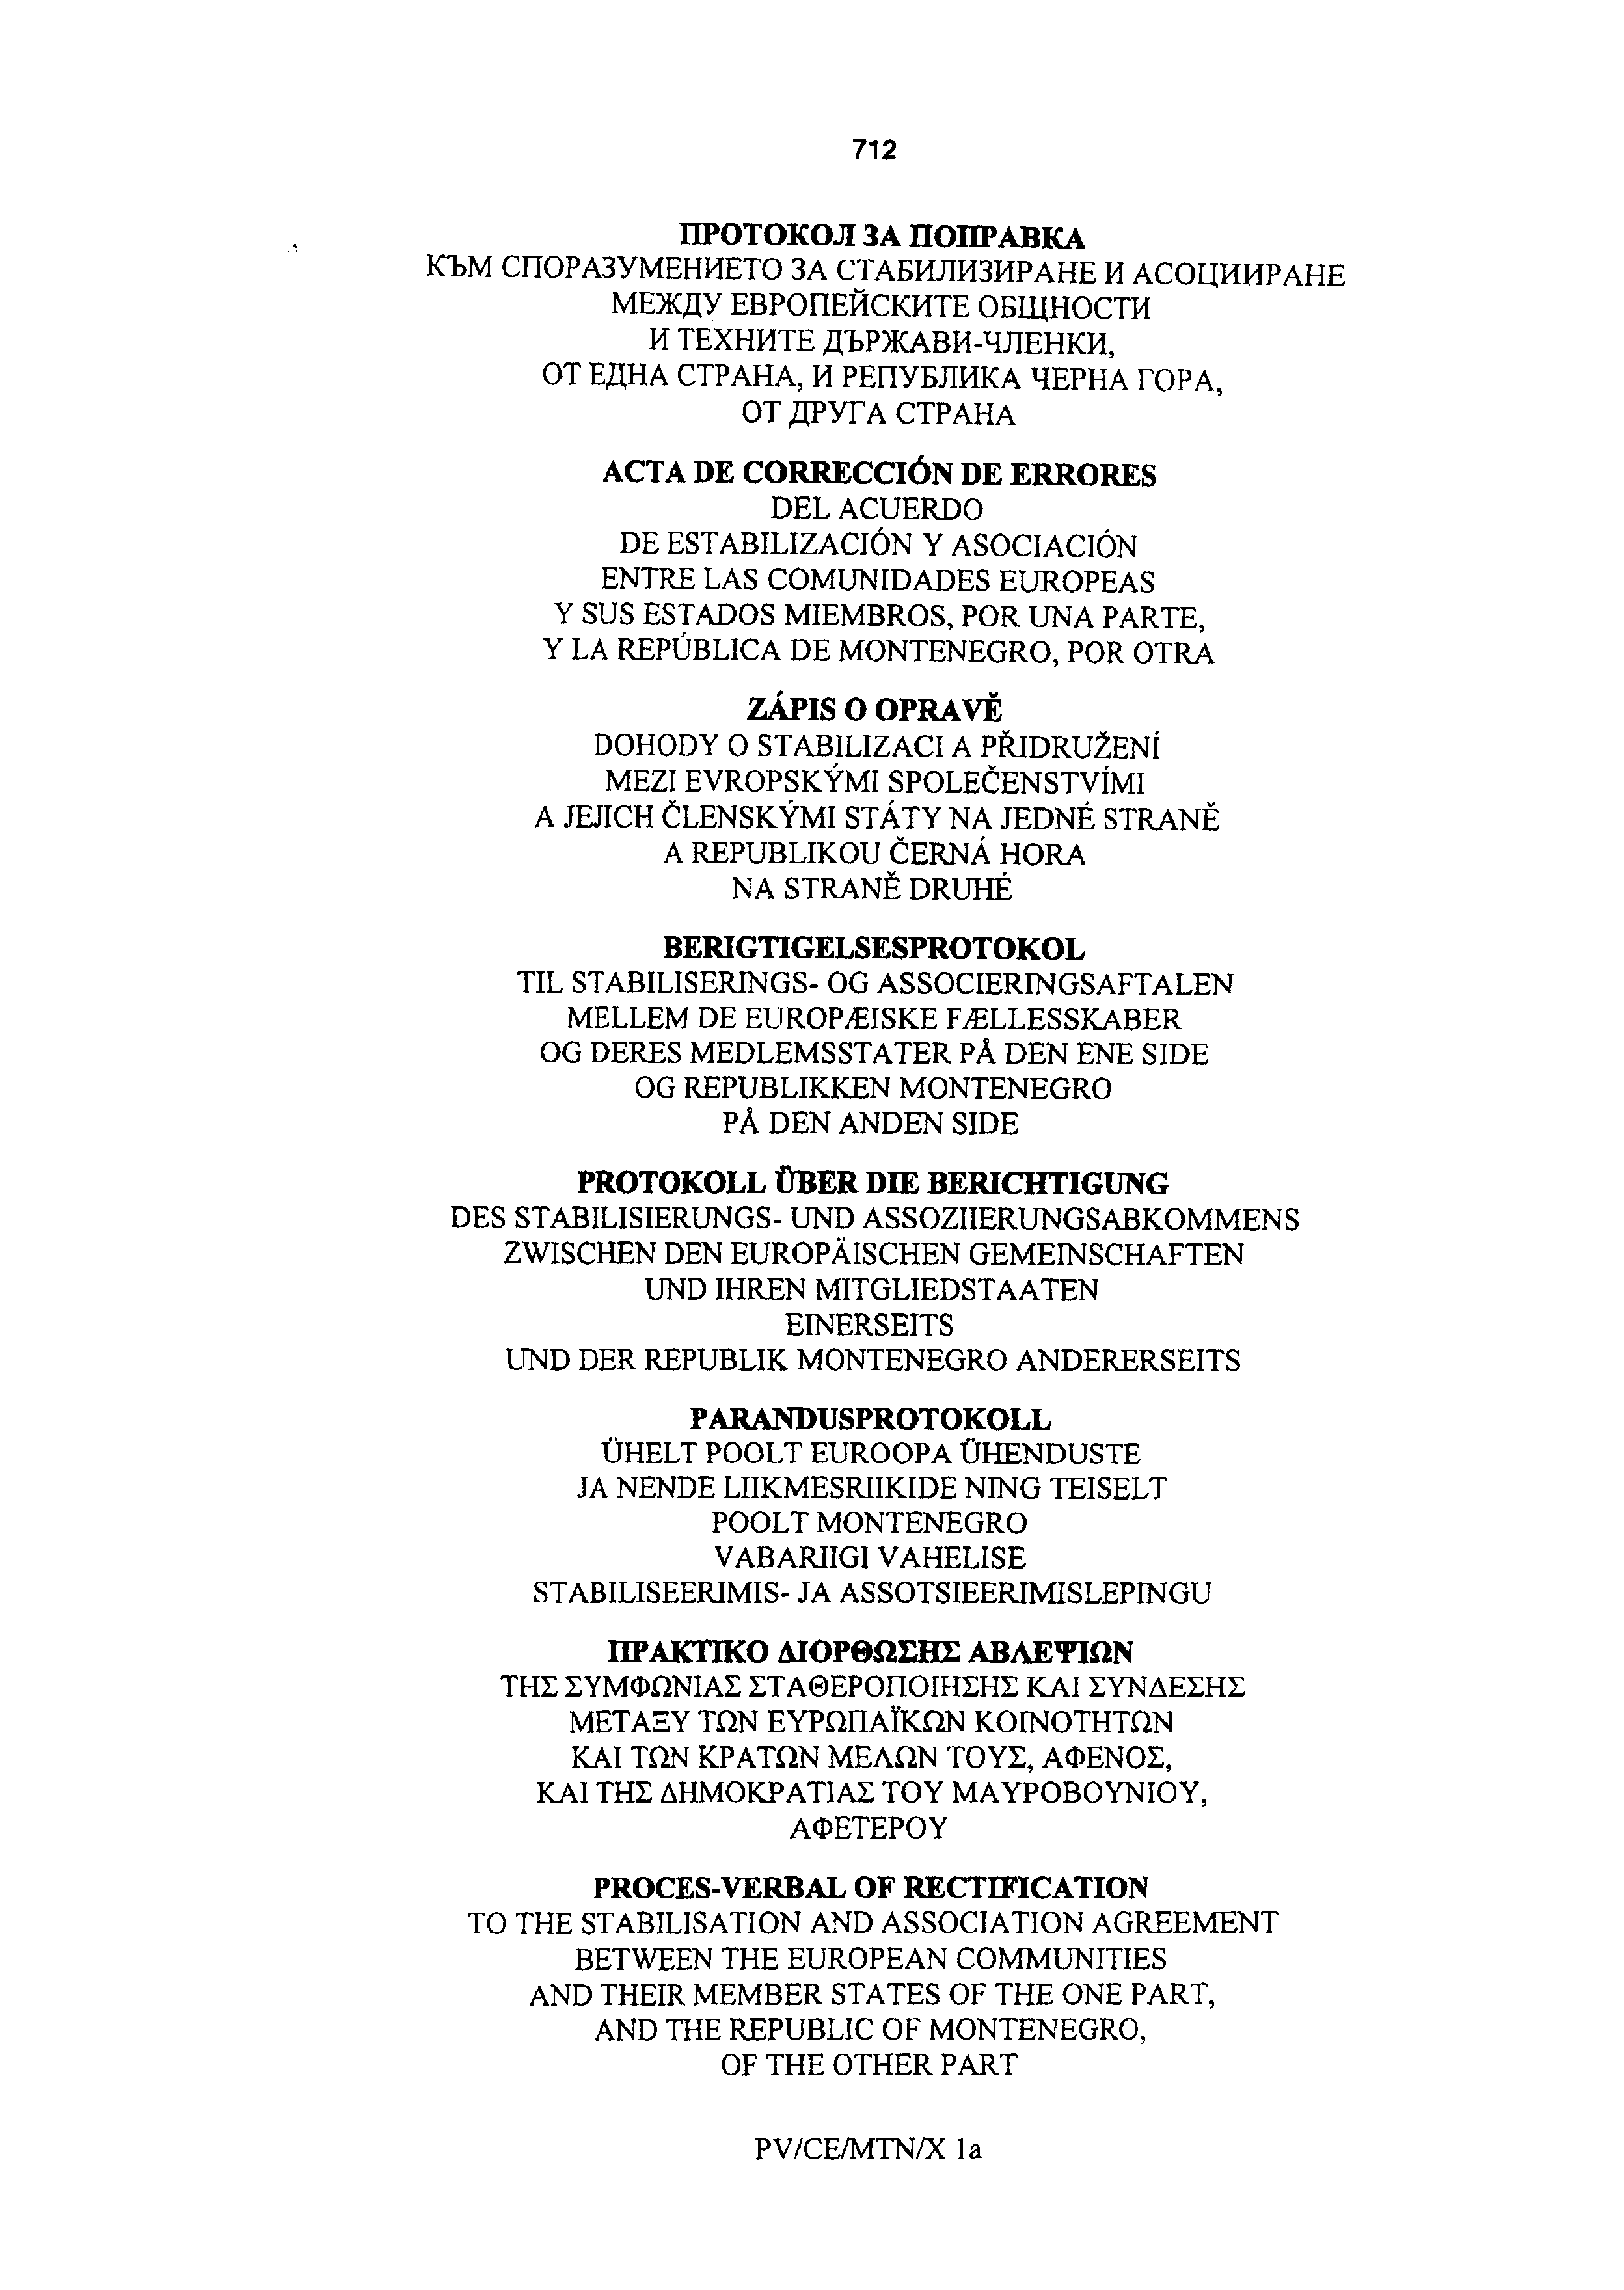 712
ПРОТОКОЛ ЗА ПОПРАВКА
КЪМ СПОРАЗУМЕНИЕТО ЗА СТАБИЛИЗИРАНЕ И АСОЦИИРАНЕ
МЕЖДУ ЕВРОПЕЙСКИТЕ ОБЩНОСТИ
И ТЕХНИТЕ ДЪРЖАВИ-ЧЛЕНКИ,
ОТ ЕДНА СТРАНА, И РЕПУБЛИКА ЧЕРНА ГОРА,
ОТ ДРУГА СТРАНА
ACTA DE CORRECCIÓN DE ERRORES
DEL ACUERDO
DE ESTABILIZACIÓN Y ASOCIACIÓN
ENTRE LAS COMUNIDADES EUROPEAS
Y SUS ESTADOS MIEMBROS, POR UNA PARTE,
Y LA REPÚBLICA DE MONTENEGRO, POR OTRA
ZÁPIS O OPRAVĚ
DOHODY O STABILIZACI A PŘIDRUŽENÍ
MEZI EVROPSKÝMI SPOLEČENSTVÍMI
A JEJICH ČLENSKÝMI STÁTY NA JEDNÉ STRANĚ
A REPUBLIKOU ČERNÁ HORA
NA STRANĚ DRUHÉ
BERIGTIGELSESPROTOKOL
TIL STABILISERINGS- OG ASSOCIERINGSAFTALEN
MELLEM DE EUROPÆISKE FÆLLESSKABER
OG DERES MEDLEMSSTATER PÅ DEN ENE SIDE
OG REPUBLIKKEN MONTENEGRO
PÅ DEN ANDEN SIDE
PROTOKOLL ÜBER DIE BERICHTIGUNG
DES STABILISIERUNGS- UND ASSOZIIERUNGSABKOMMENS
ZWISCHEN DEN EUROPÄISCHEN GEMEINSCHAFTEN
UND IHREN MITGLIEDSTAATEN
EINERSEITS
UND DER REPUBLIK MONTENEGRO ANDERERSEITS
PARANDUSPROTOKOLL
ÜHELT POOLT EUROOPA ÜHENDUSTE
JA NENDE LIIKMESRIIKIDE NING TEISELT
POOLT MONTENEGRO
VABARIIGI VAHELISE
STABILISEERIMIS- JA ASSOTSIEERIMISLEPINGU
ΠΡΑΚΤΙΚΟ ΔΙΟΡΘΩΣΗΣ ΑΒΛΕΨΙΩΝ
ΤΗΣ ΣΥΜΦΩΝΙΑΣ ΣΤΑΘΕΡΟΠΟΙΗΣΗΣ ΚΑΙ ΣΥΝΔΕΣΗΣ
ΜΕΤΑΞΥ ΤΩΝ ΕΥΡΩΠΑΪΚΩΝ ΚΟΙΝΟΤΗΤΩΝ
ΚΑΙ ΤΩΝ ΚΡΑΤΩΝ ΜΕΛΩΝ ΤΟΥΣ, ΑΦΕΝΟΣ,
ΚΑΙ ΤΗΣ ΔΗΜΟΚΡΑΤΙΑΣ ΤΟΥ ΜΑΥΡΟΒΟΥΝΙΟΥ,
ΑΦΕΤΕΡΟΥ
PROCES-VERBAL OF RECTIFICATION
TO THE STABILISATION AND ASSOCIATION AGREEMENT
BETWEEN THE EUROPEAN COMMUNITIES
AND THEIR MEMBER STATES OF THE ONE PART,
AND THE REPUBLIC OF MONTENEGRO,
OF THE OTHER PART
PV/CE/MTN/X 1a